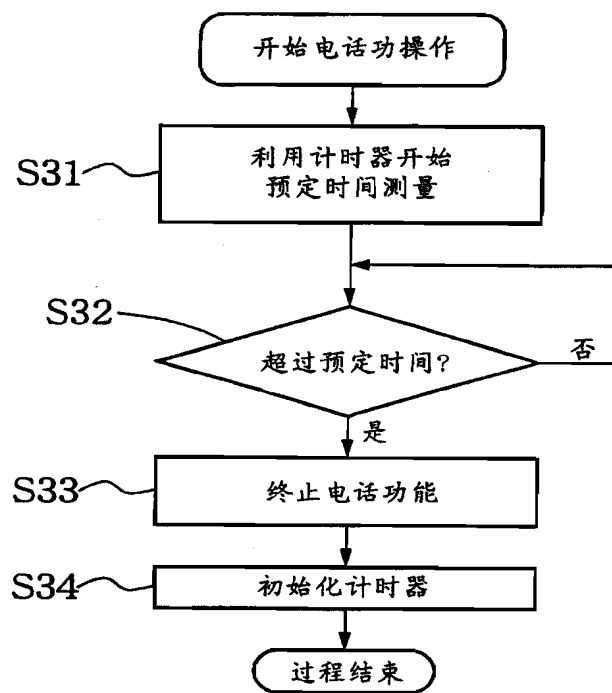 开始电话功操作
S31
利用计时器开始
预定时间测量
S32
超过预定时间?
否
是
S33
终止电话功能
S34
初始化计时器
过程结束